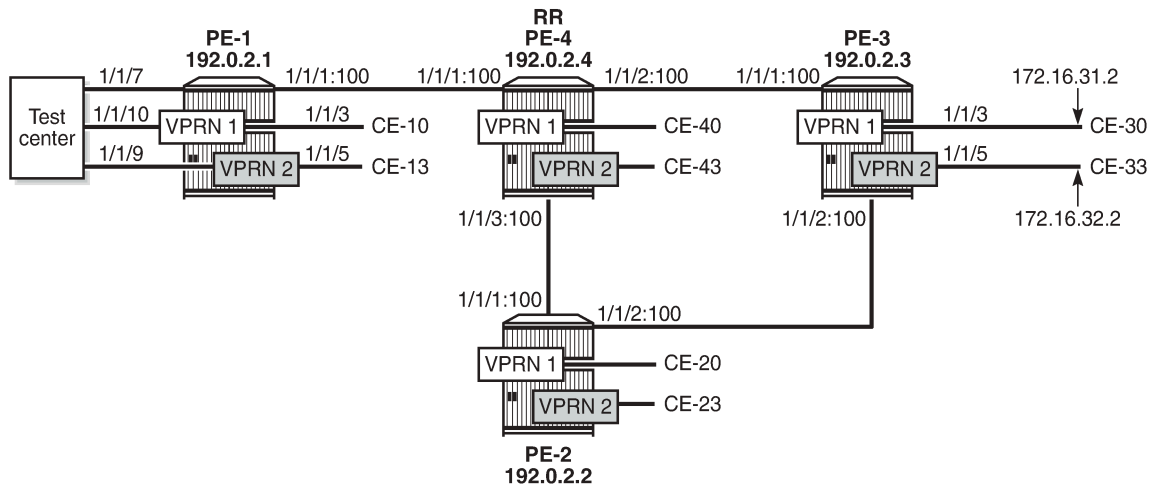 RR
PE-1
PE-4
PE-3
192.0.2.1
192.0.2.4
192.0.2.3
1/1/7
1/1/1:100
1/1/1:100
1/1/2:100
1/1/1:100
172.16.31.2
Test
center
1/1/10
VPRN 1
1/1/3
CE-10
VPRN 1
CE-40
VPRN 1
1/1/3
CE-30
1/1/9
VPRN 2
1/1/5
CE-13
VPRN 2
CE-43
VPRN 2
1/1/5
CE-33
1/1/3:100
1/1/2:100
172.16.32.2
1/1/1:100
1/1/2:100
VPRN 1
CE-20
VPRN 2
CE-23
PE-2
192.0.2.2